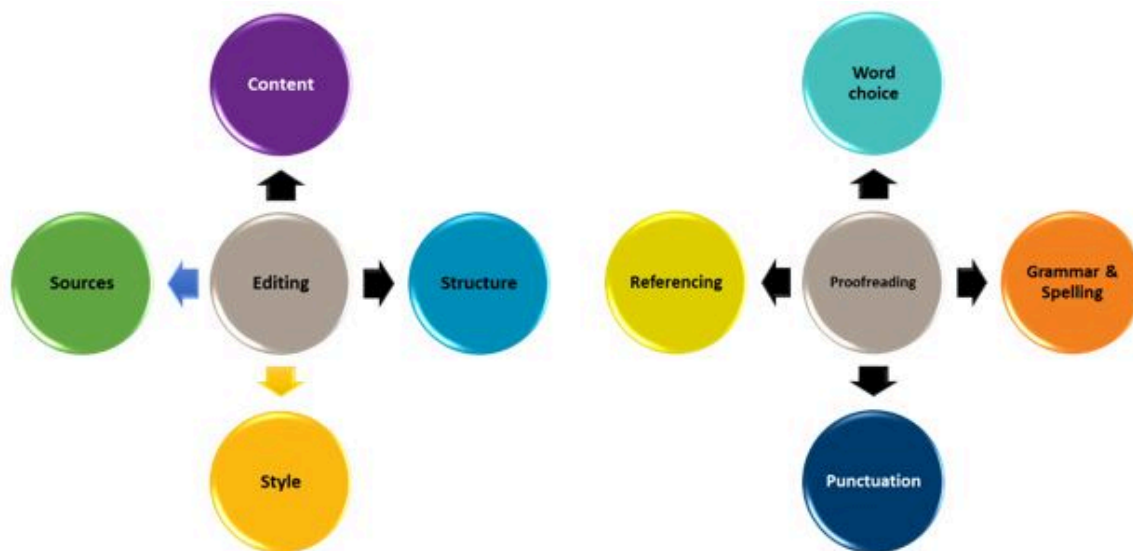 Content
Word
choice
Sources
Editing
Structure
Referencing
Proofreading
Grammar &
Spelling
Style
Punctuation